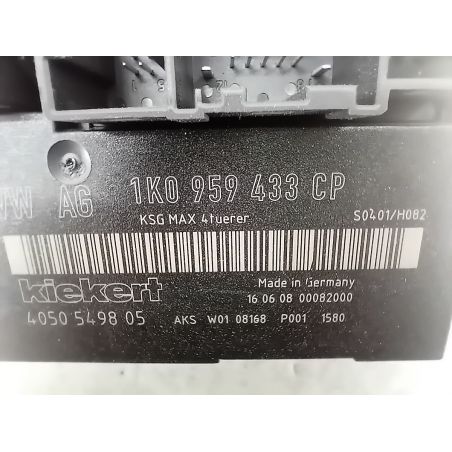 VW AG 1K0 959 433 CP
KSG MAX 4tuerer S0401/H082
kiekert
Made in Germany
16 06 08 00082000
4050 5498 05 AKS W01 08168 P001 1580